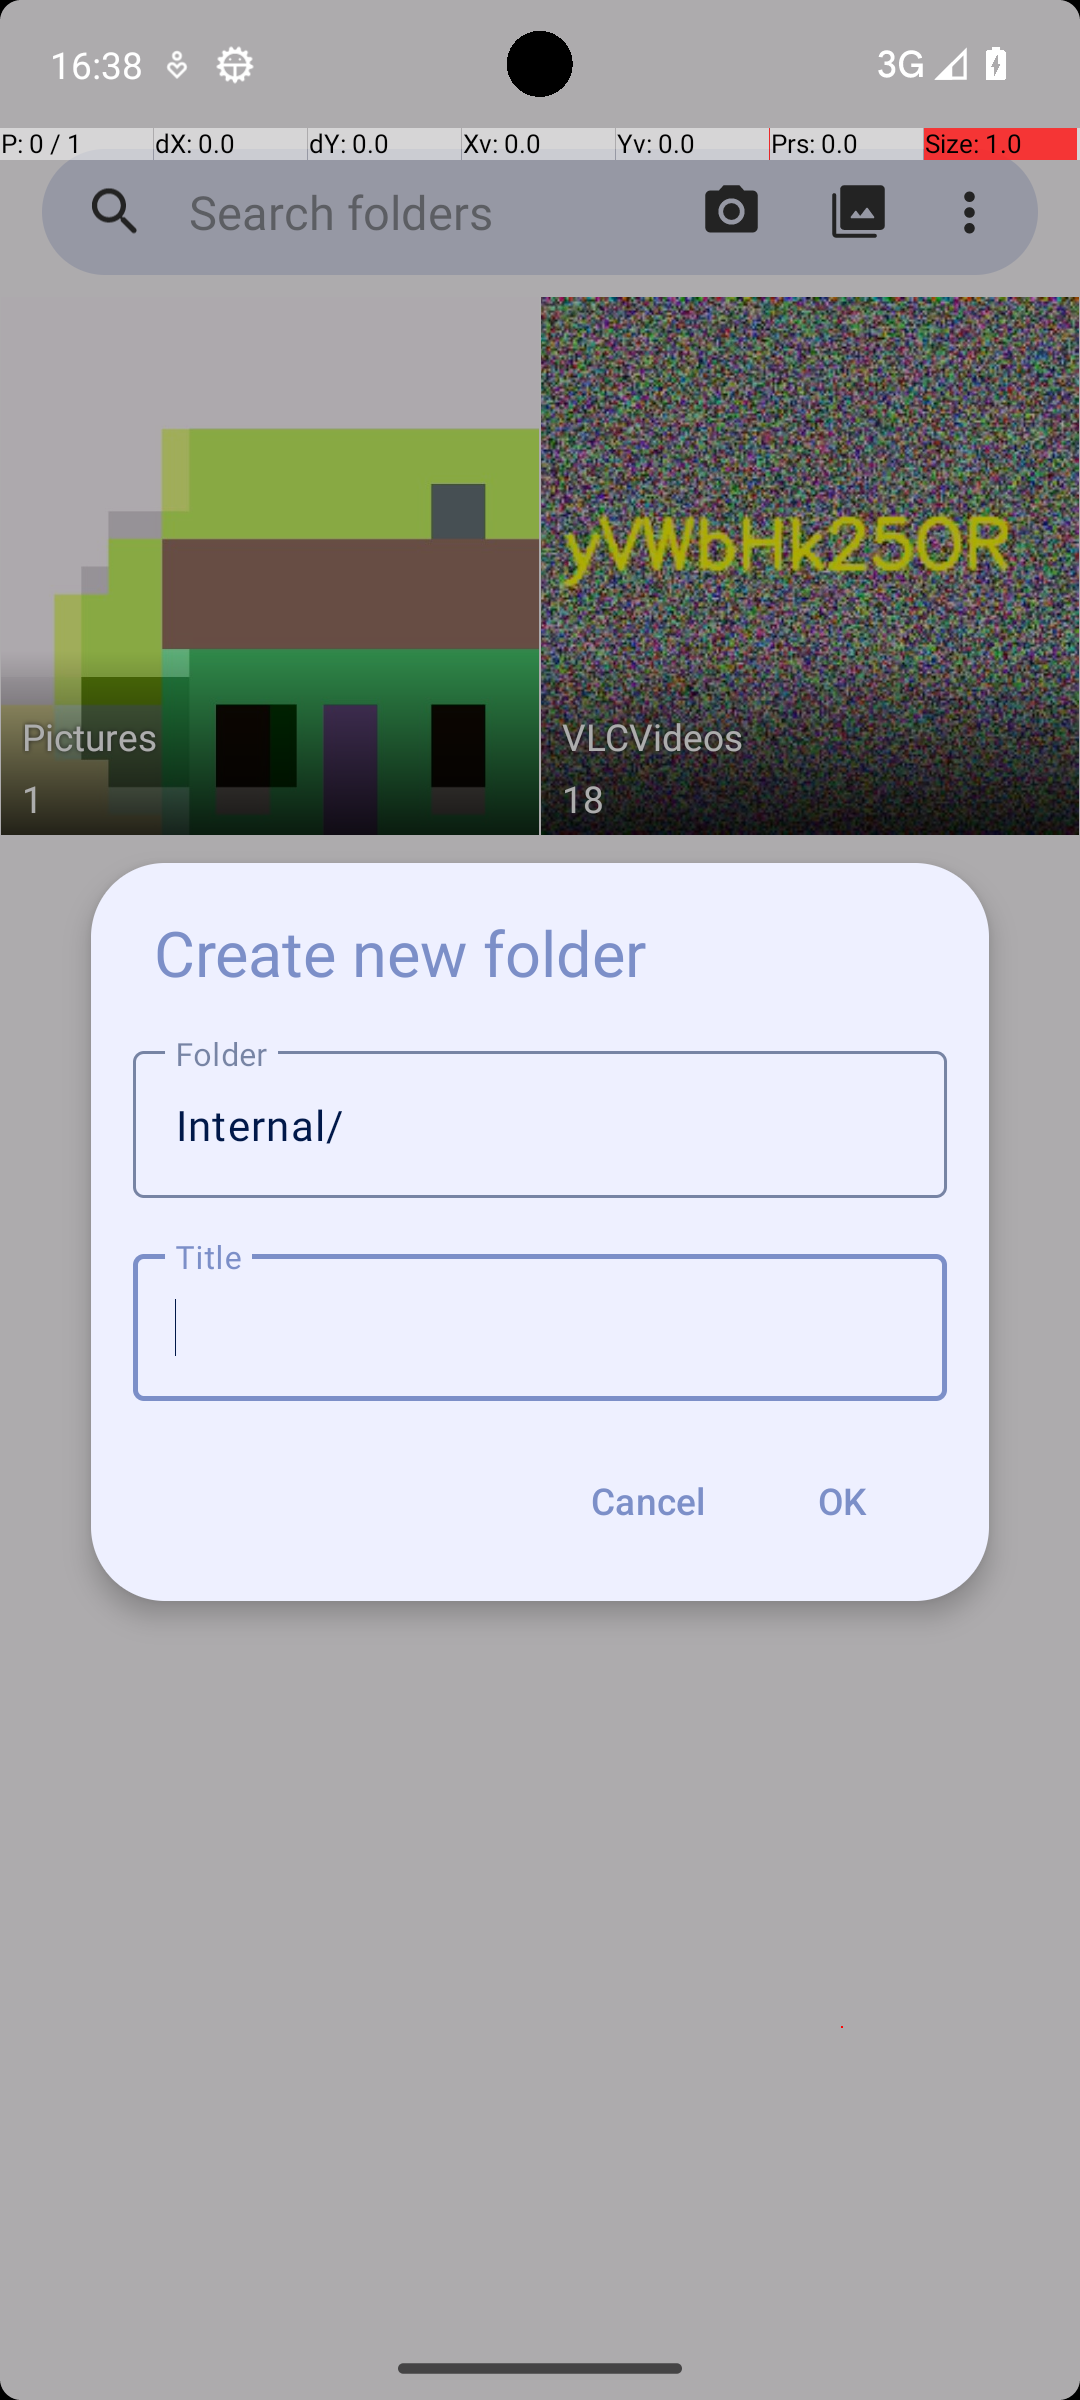 16:38
3G
P: 0 / 1
dX: 0.0
dY: 0.0
Xv: 0.0
Yv: 0.0
Prs: 0.0
Size: 1.0
Search folders
yVWbHk25OR
Pictures
1
VLCVideos
18
Create new folder
Folder
Internal/
Title
Cancel
OK